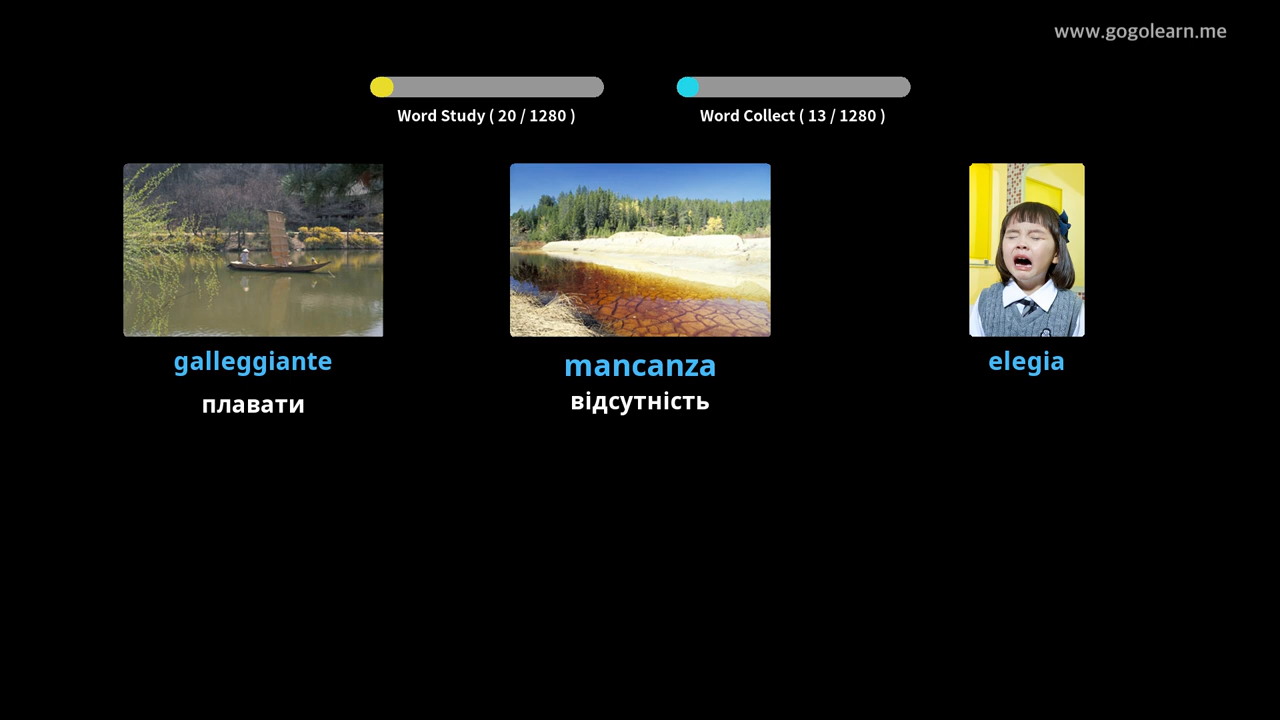 www.gogolearn.me
Word Study ( 20 / 1280 )
Word Collect ( 13 / 1280 )
galleggiante
плавати
mancanza
відсутність
elegia